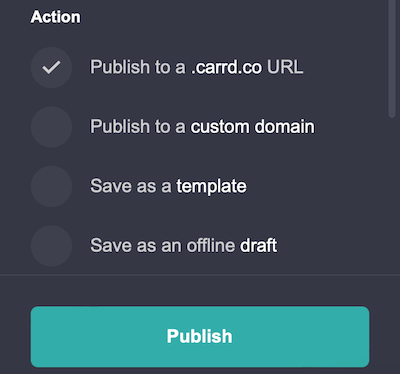 Action
Publish to a .carrd.co URL
Publish to a custom domain
Save as a template
Save as an offline draft
Publish